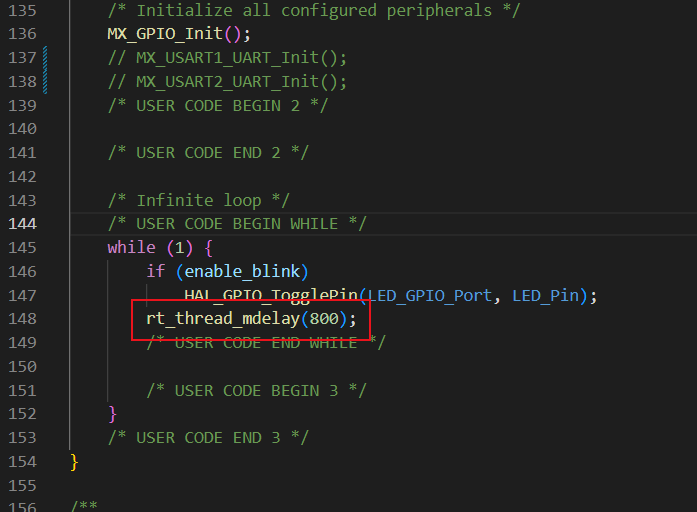 135 /* Initialize all configured peripherals */
136 MX_GPIO_Init();
137 // MX_USART1_UART_Init();
138 // MX_USART2_UART_Init();
139 /* USER CODE BEGIN 2 */
140
141 /* USER CODE END 2 */
142
143 /* Infinite loop */
144 /* USER CODE BEGIN WHILE */
145 while (1) {
146 if (enable_blink)
147 HAL_GPIO_TogglePin(LED_GPIO_Port, LED_Pin);
148 rt_thread_mdelay(800);
149 /* USER CODE END WHILE */
150
151 /* USER CODE BEGIN 3 */
152 }
153 /* USER CODE END 3 */
154 }
155
156 /**